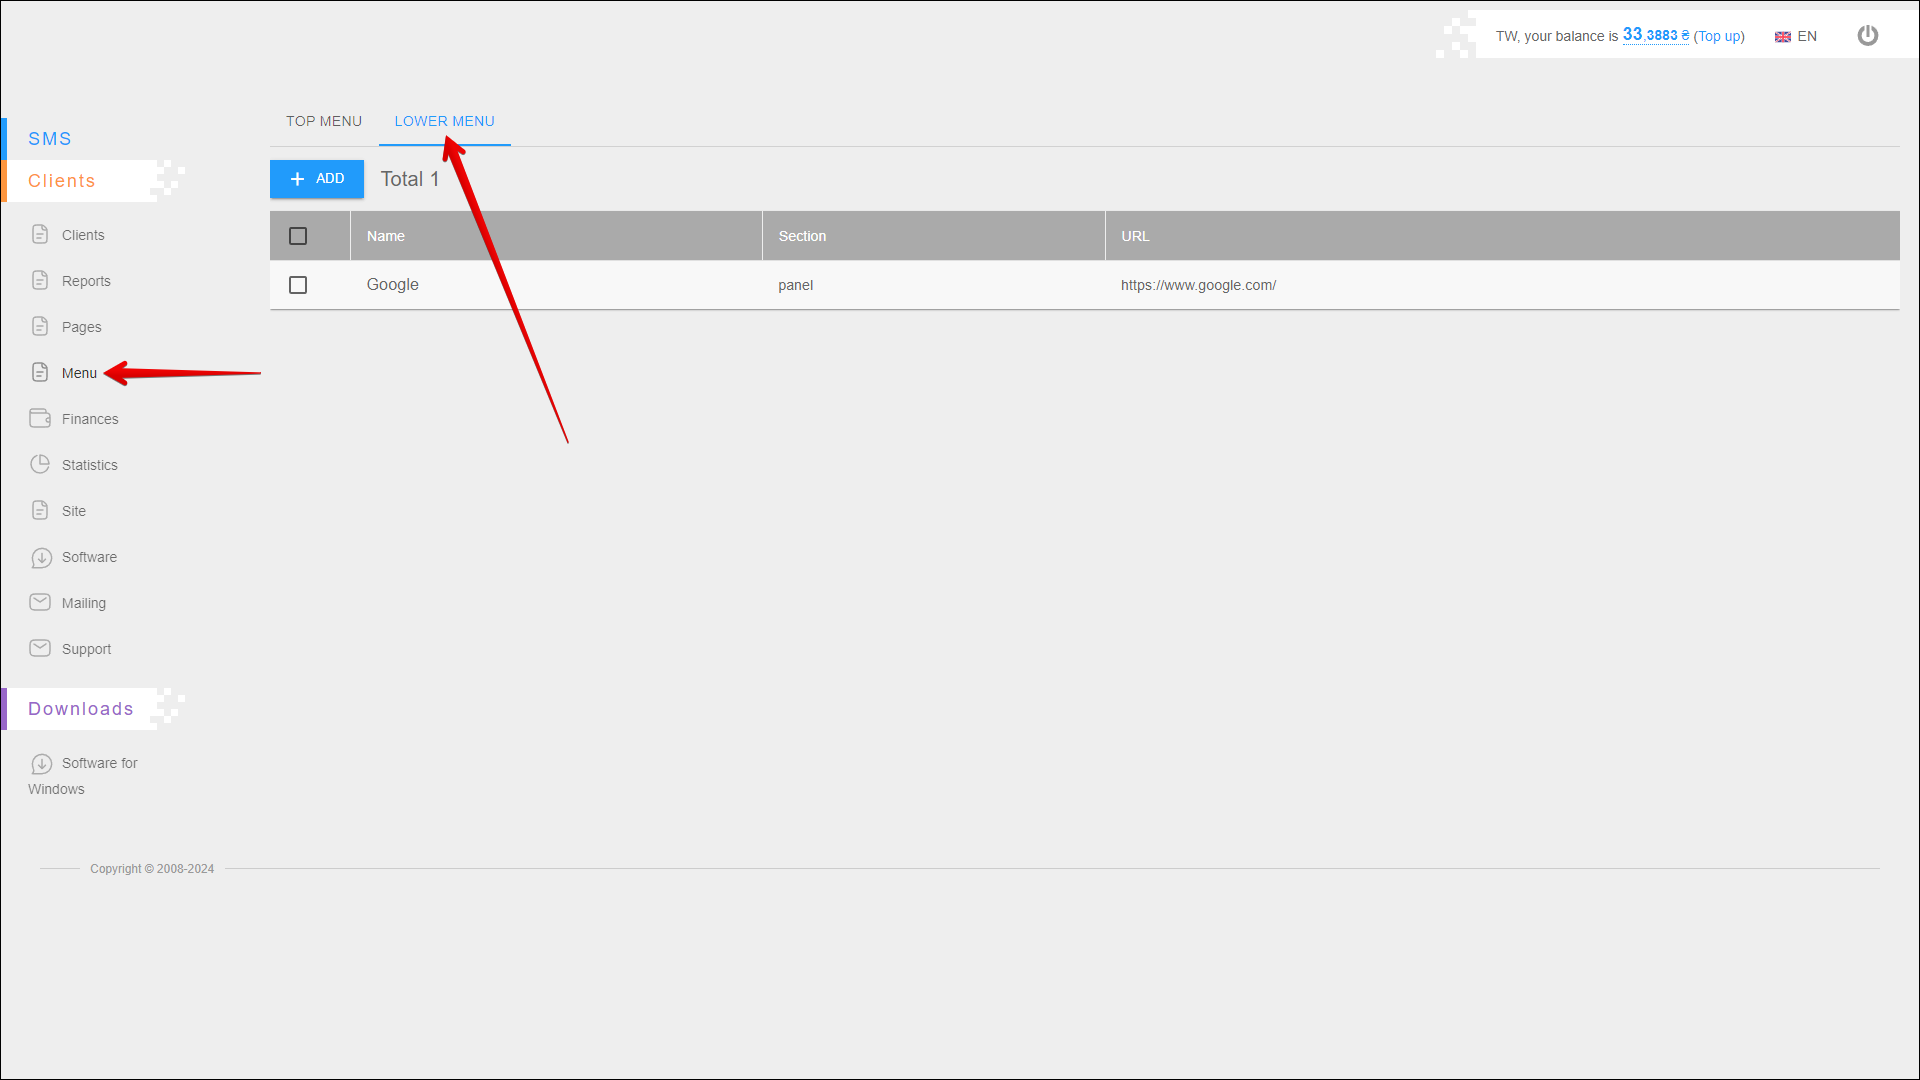 TW, your balance is 33,3883 ₴ (Top up) EN
TOP MENU LOWER MENU
SMS
Clients
ADD Total 1
Name Section URL
Google panel https://www.google.com/
Clients
Reports
Pages
Menu
Finances
Statistics
Site
Software
Mailing
Support
Downloads
Software for
Windows
Copyright © 2008-2024